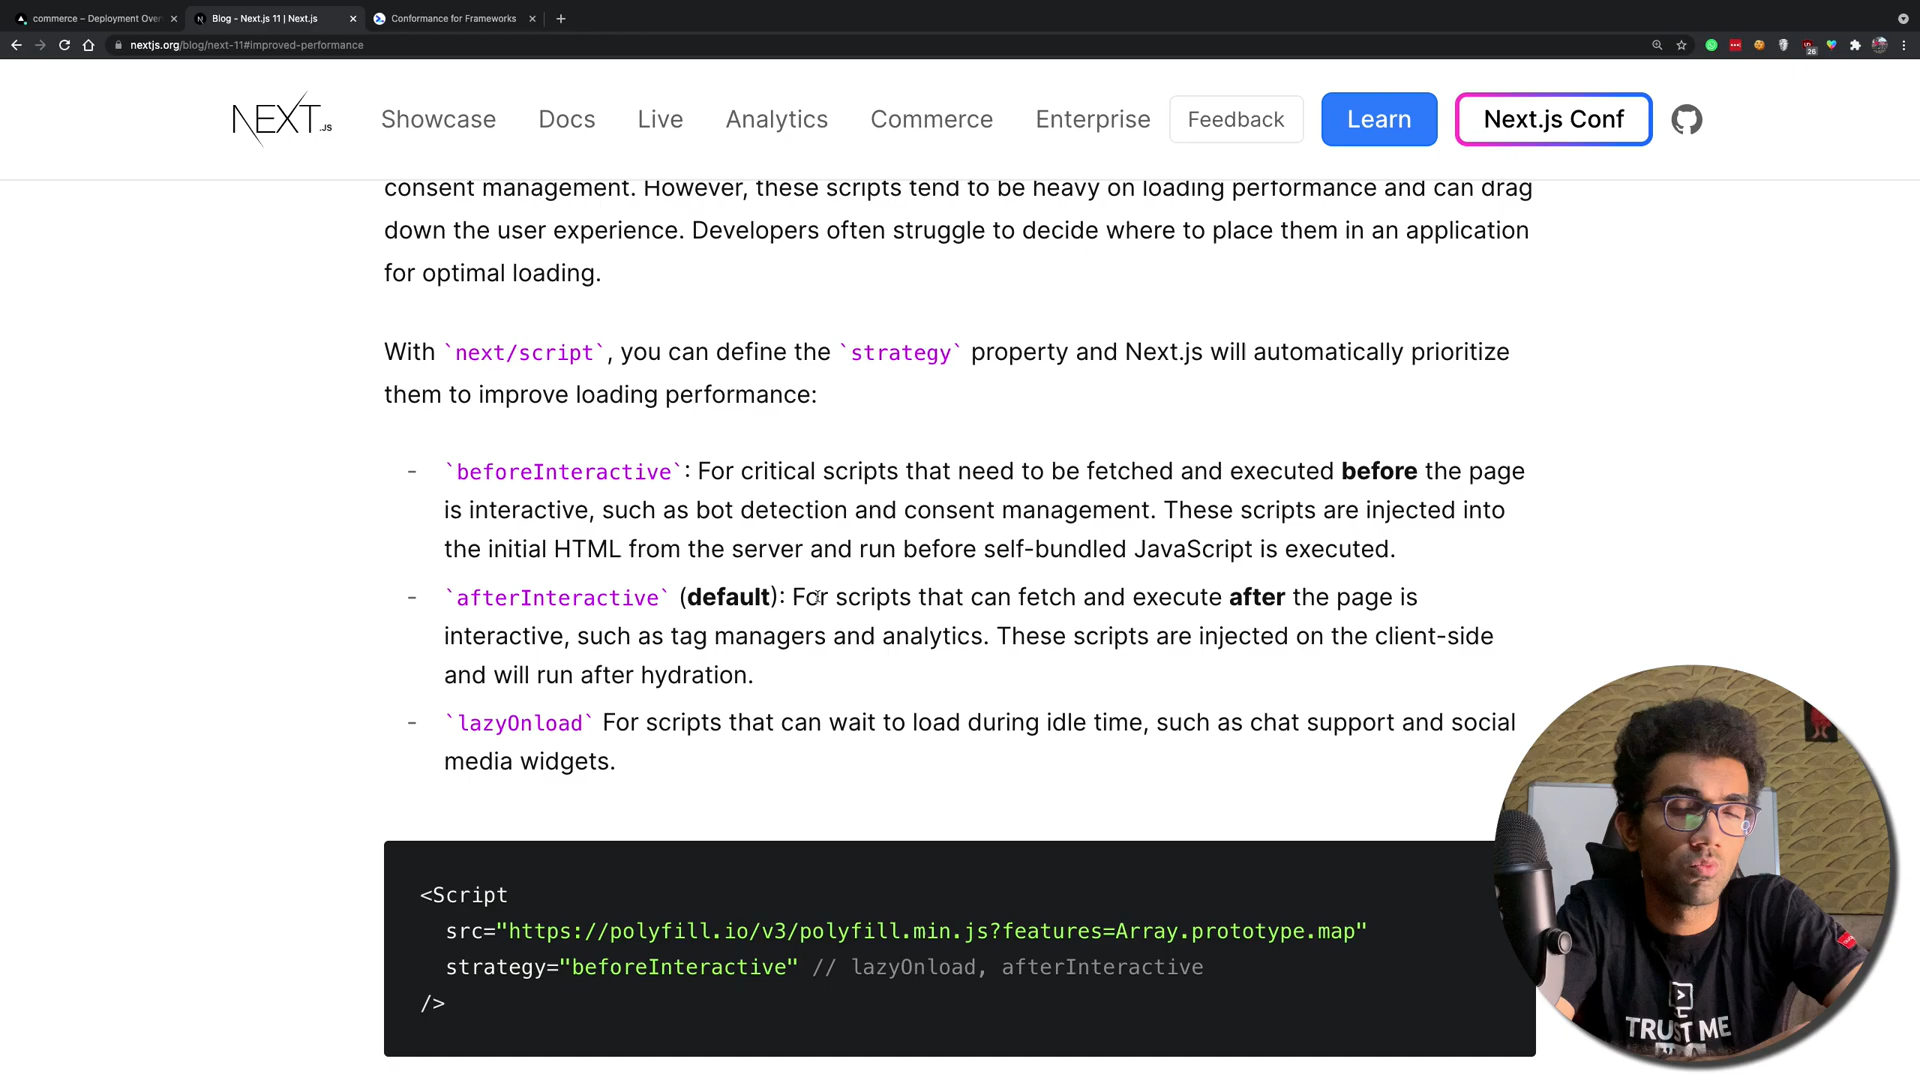 commerce – Deployment Over
Blog - Next.js 11 | Next.js
Conformance for Frameworks
nextjs.org/blog/next-11#improved-performance
26
NEXT.JS
Showcase
Docs
Live
Analytics
Commerce
Enterprise
Feedback
Learn
Next.js Conf
consent management. However, these scripts tend to be heavy on loading performance and can drag
down the user experience. Developers often struggle to decide where to place them in an application
for optimal loading.
With `next/script`, you can define the `strategy` property and Next.js will automatically prioritize
them to improve loading performance:
- `beforeInteractive`: For critical scripts that need to be fetched and executed before the page
is interactive, such as bot detection and consent management. These scripts are injected into
the initial HTML from the server and run before self-bundled JavaScript is executed.
- `afterInteractive` (default): For scripts that can fetch and execute after the page is
interactive, such as tag managers and analytics. These scripts are injected on the client-side
and will run after hydration.
- `lazyOnload` For scripts that can wait to load during idle time, such as chat support and social
media widgets.
<Script
src="https://polyfill.io/v3/polyfill.min.js?features=Array.prototype.map"
strategy="beforeInteractive" // lazyOnload, afterInteractive
/>
TRUST ME